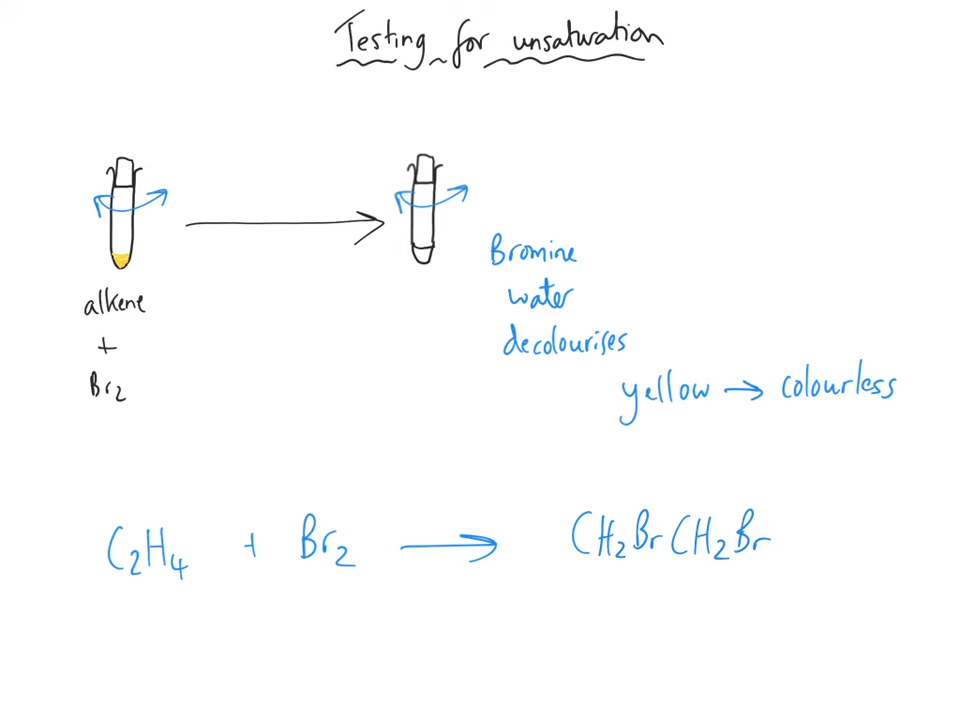 Testing for unsaturation
alkene
+
Br2
Bromine
water
decolourises
yellow → colourless
C2H4 + Br2 → CH2BrCH2Br